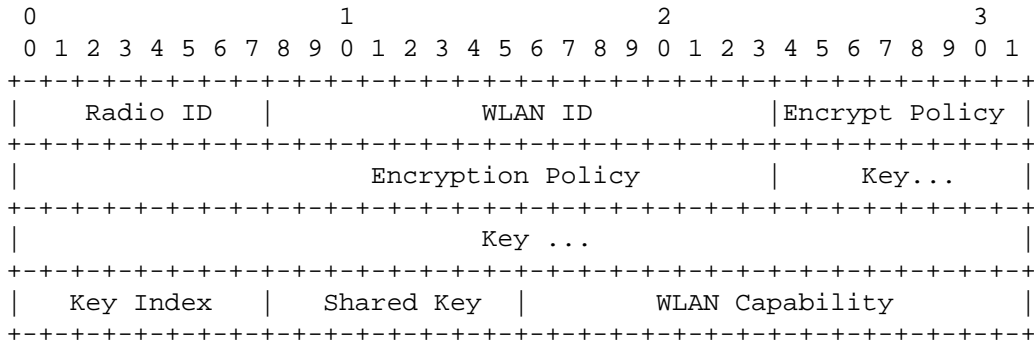 0                   1                   2                   3
 0 1 2 3 4 5 6 7 8 9 0 1 2 3 4 5 6 7 8 9 0 1 2 3 4 5 6 7 8 9 0 1
+-+-+-+-+-+-+-+-+-+-+-+-+-+-+-+-+-+-+-+-+-+-+-+-+-+-+-+-+-+-+-+-+
|    Radio ID   |             WLAN ID           |Encrypt Policy |
+-+-+-+-+-+-+-+-+-+-+-+-+-+-+-+-+-+-+-+-+-+-+-+-+-+-+-+-+-+-+-+-+
|                      Encryption Policy        |     Key...    |
+-+-+-+-+-+-+-+-+-+-+-+-+-+-+-+-+-+-+-+-+-+-+-+-+-+-+-+-+-+-+-+-+
|                             Key ...                           |
+-+-+-+-+-+-+-+-+-+-+-+-+-+-+-+-+-+-+-+-+-+-+-+-+-+-+-+-+-+-+-+-+
|   Key Index   |   Shared Key  |        WLAN Capability        |
+-+-+-+-+-+-+-+-+-+-+-+-+-+-+-+-+-+-+-+-+-+-+-+-+-+-+-+-+-+-+-+-+